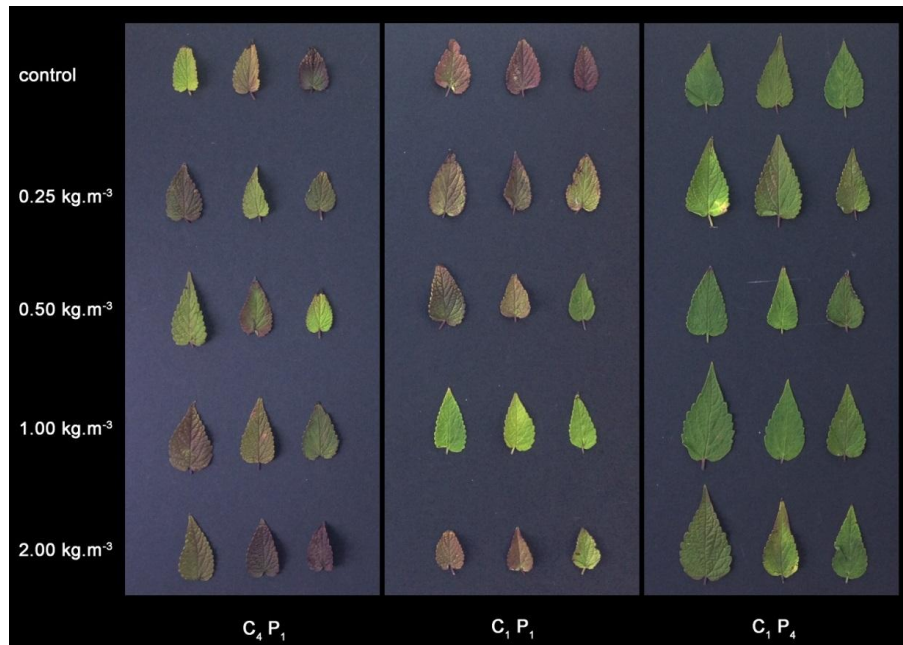 control
0.25 kg.m⁻³
0.50 kg.m⁻³
1.00 kg.m⁻³
2.00 kg.m⁻³
C₄ P₁ C₁ P₁ C₁ P₄